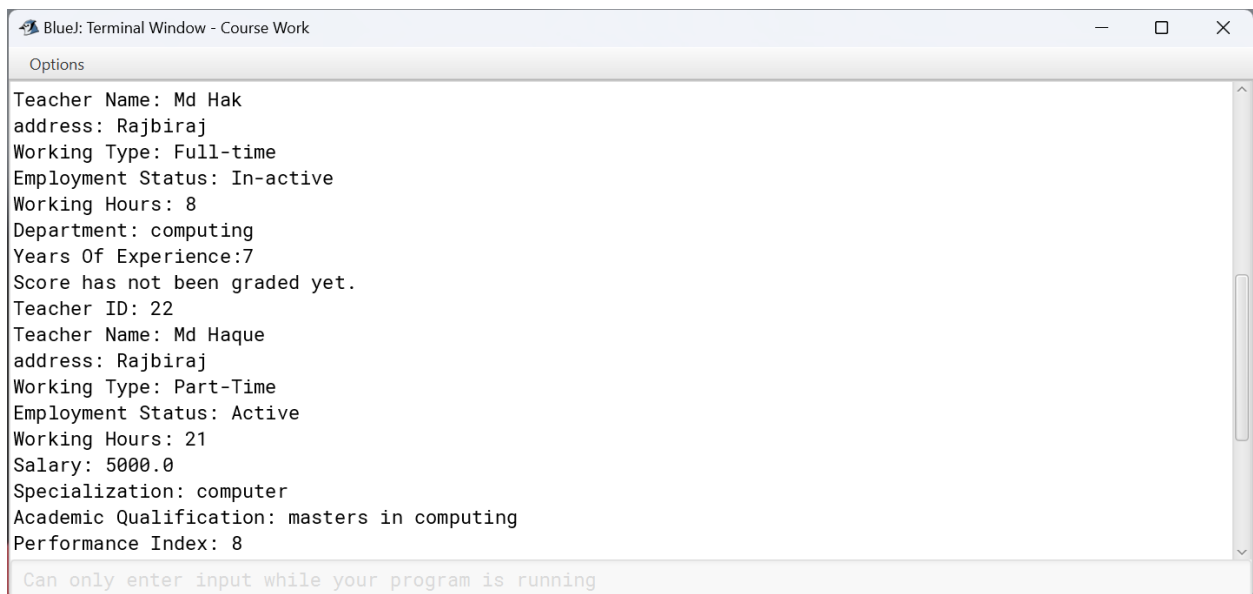 BlueJ: Terminal Window - Course Work
Options
Teacher Name: Md Hak
address: Rajbiraj
Working Type: Full-time
Employment Status: In-active
Working Hours: 8
Department: computing
Years Of Experience:7
Score has not been graded yet.
Teacher ID: 22
Teacher Name: Md Haque
address: Rajbiraj
Working Type: Part-Time
Employment Status: Active
Working Hours: 21
Salary: 5000.0
Specialization: computer
Academic Qualification: masters in computing
Performance Index: 8
Can only enter input while your program is running